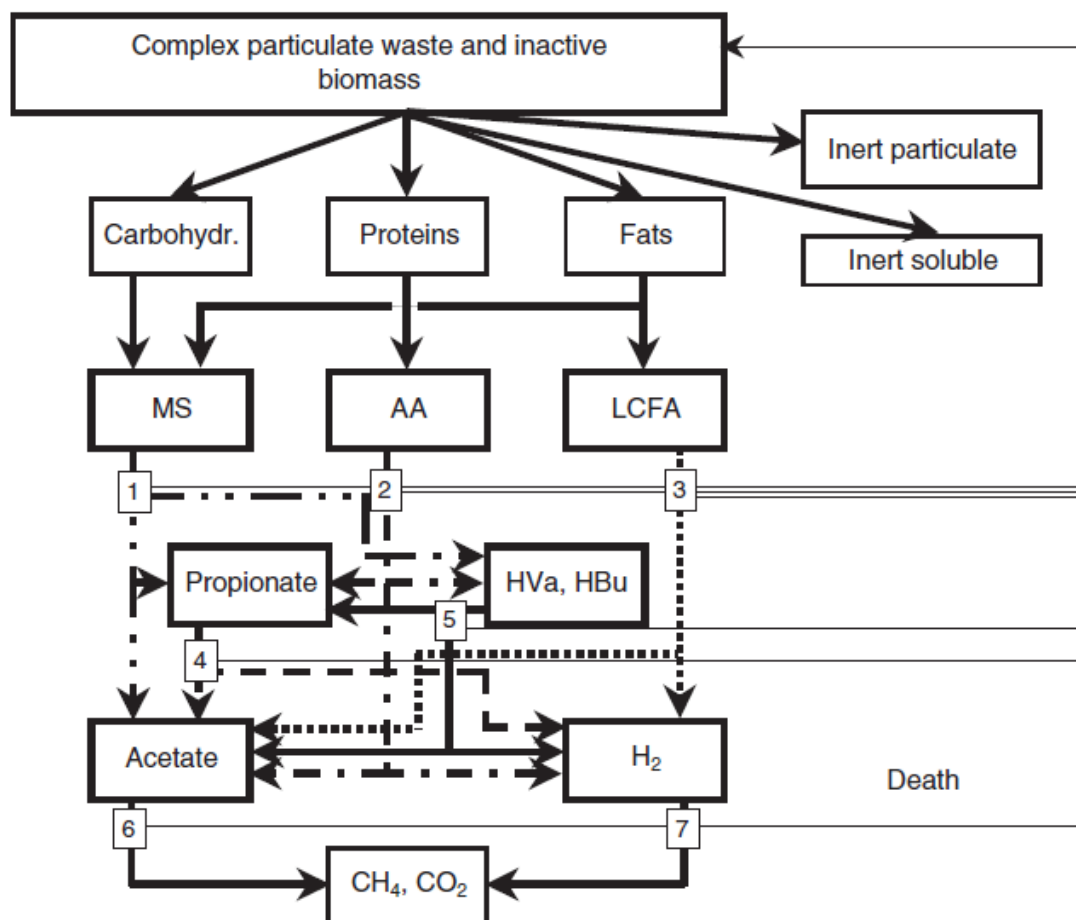 Complex particulate waste and inactive
biomass
Inert particulate
Carbohydr.
Proteins
Fats
Inert soluble
MS
AA
LCFA
1
2
3
Propionate
HVa, HBu
5
4
Acetate
H₂
Death
6
7
CH₄, CO₂